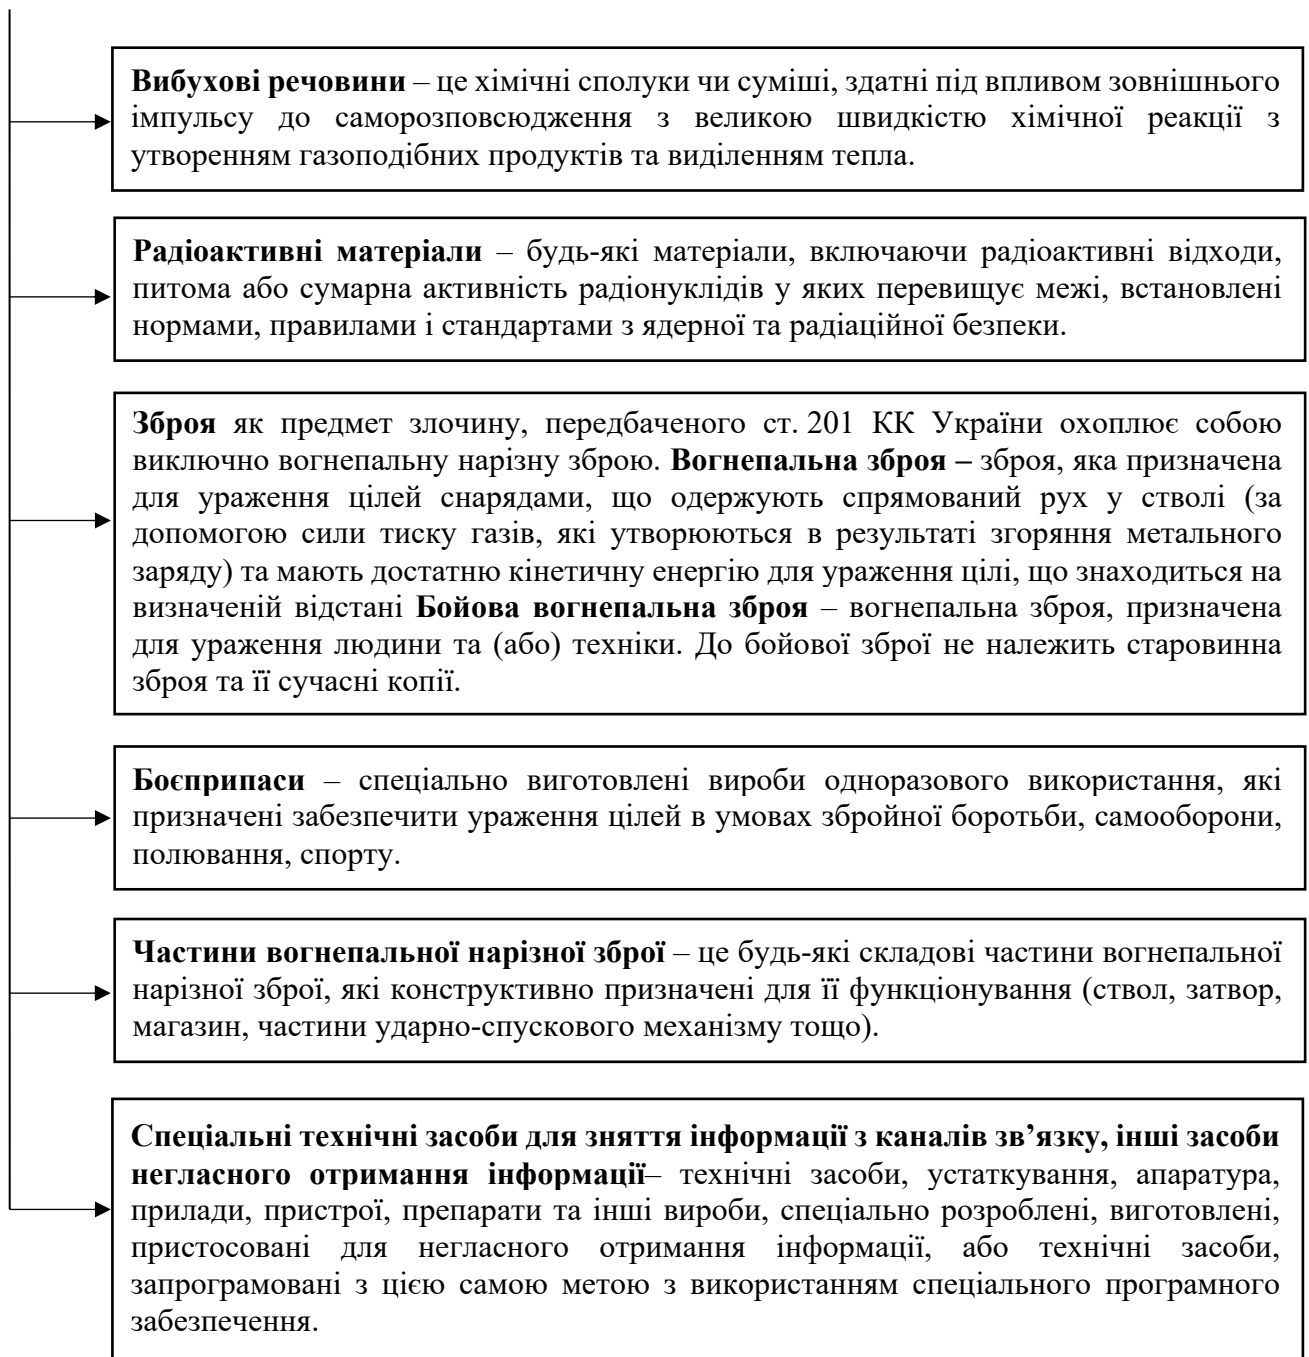 Вибухові речовини – це хімічні сполуки чи суміші, здатні під впливом зовнішнього
імпульсу до саморозповсюдження з великою швидкістю хімічної реакції з
утворенням газоподібних продуктів та виділенням тепла.
Радіоактивні матеріали – будь-які матеріали, включаючи радіоактивні відходи,
питома або сумарна активність радіонуклідів у яких перевищує межі, встановлені
нормами, правилами і стандартами з ядерної та радіаційної безпеки.
Зброя як предмет злочину, передбаченого ст. 201 КК України охоплює собою
виключно вогнепальну нарізну зброю. Вогнепальна зброя – зброя, яка призначена
для ураження цілей снарядами, що одержують спрямований рух у стволі (за
допомогою сили тиску газів, які утворюються в результаті згоряння метального
заряду) та мають достатню кінетичну енергію для ураження цілі, що знаходиться на
визначеній відстані Бойова вогнепальна зброя – вогнепальна зброя, призначена
для ураження людини та (або) техніки. До бойової зброї не належить старовинна
зброя та її сучасні копії.
Боєприпаси – спеціально виготовлені вироби одноразового використання, які
призначені забезпечити ураження цілей в умовах збройної боротьби, самооборони,
полювання, спорту.
Частини вогнепальної нарізної зброї – це будь-які складові частини вогнепальної
нарізної зброї, які конструктивно призначені для її функціонування (ствол, затвор,
магазин, частини ударно-спускового механізму тощо).
Спеціальні технічні засоби для зняття інформації з каналів зв’язку, інші засоби
негласного отримання інформації– технічні засоби, устаткування, апаратура,
прилади, пристрої, препарати та інші вироби, спеціально розроблені, виготовлені,
пристосовані для негласного отримання інформації, або технічні засоби,
запрограмовані з цією самою метою з використанням спеціального програмного
забезпечення.